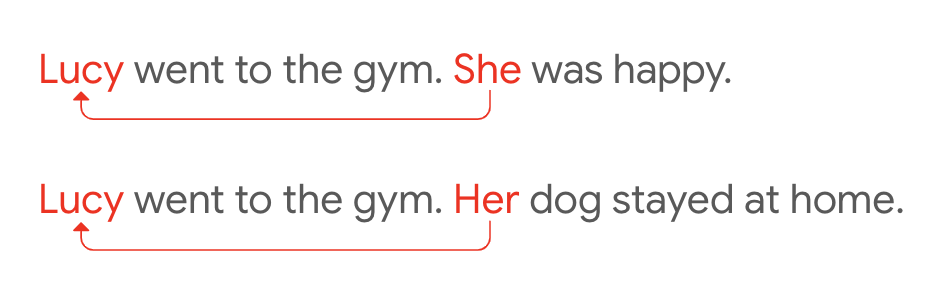 Lucy went to the gym. She was happy.
Lucy went to the gym. Her dog stayed at home.